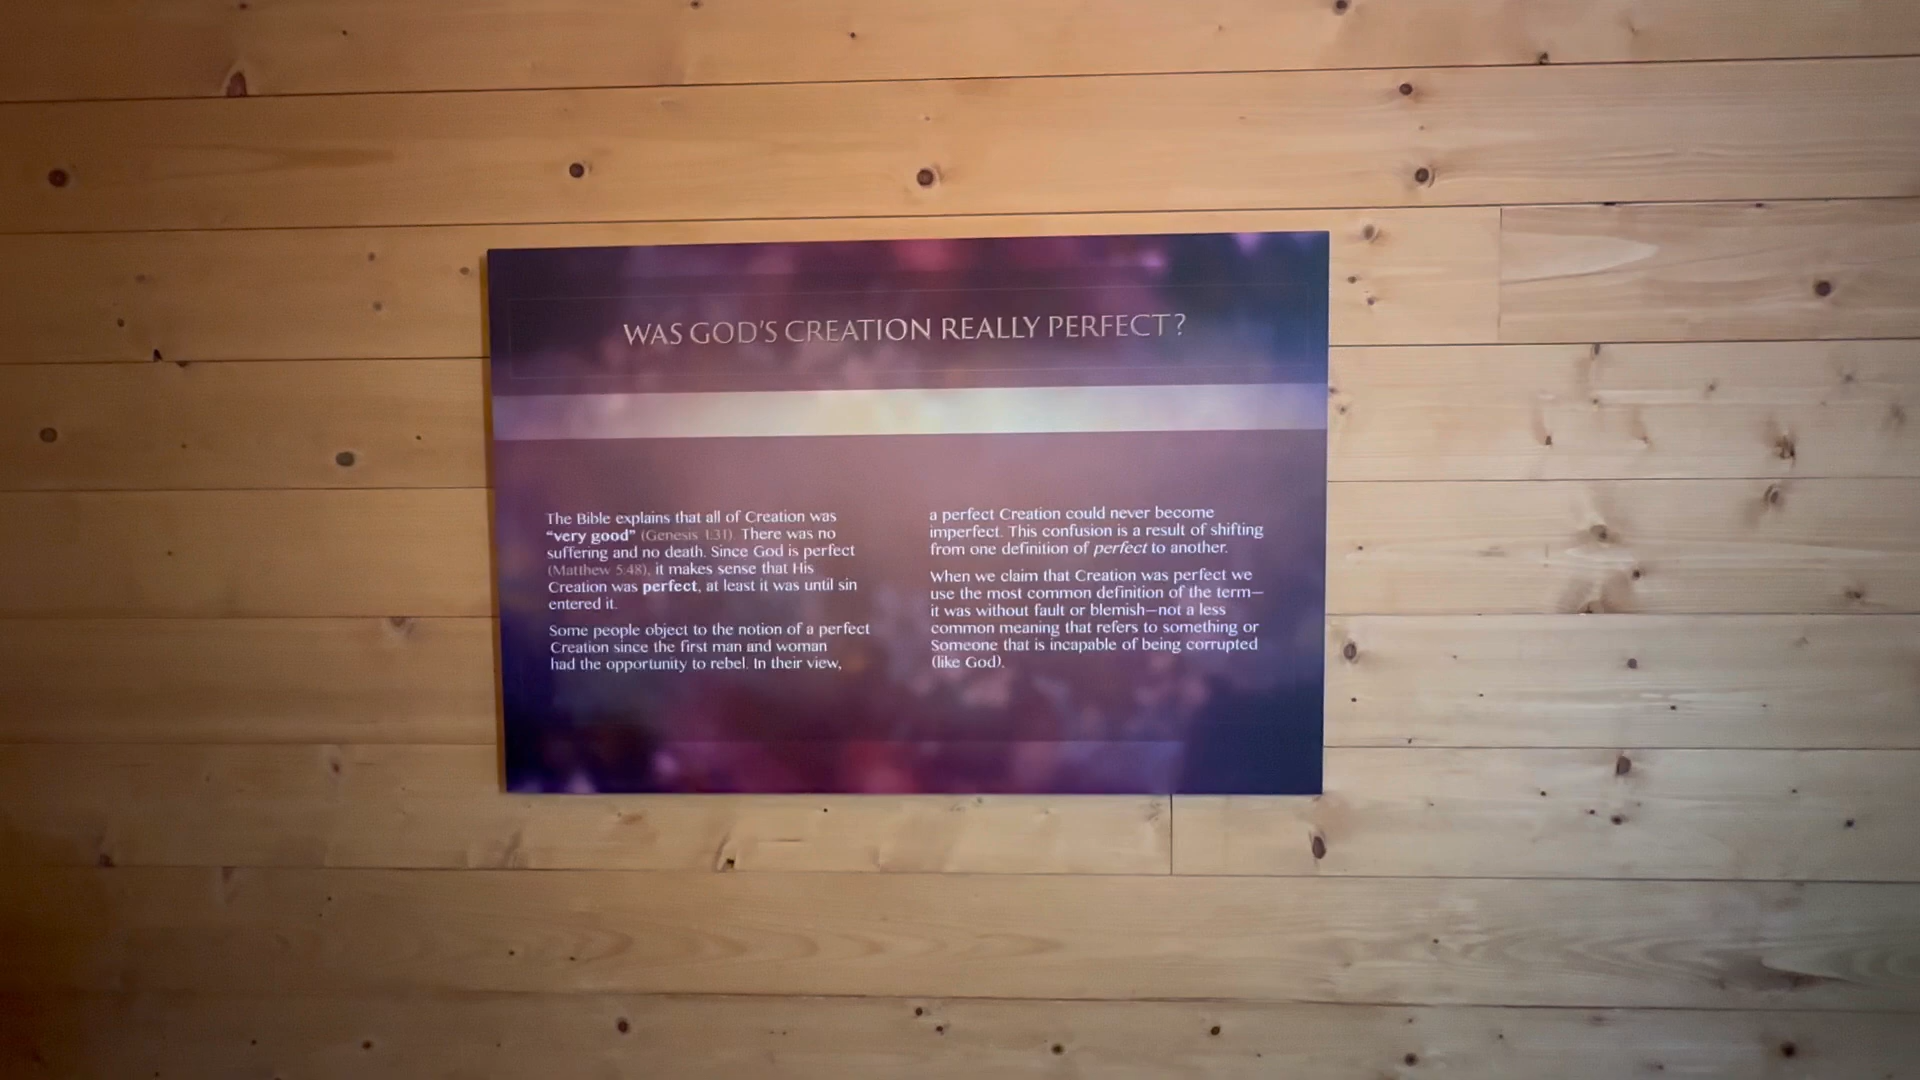 WAS GOD'S CREATION REALLY PERFECT?
The Bible explains that all of Creation was
“very good” (Genesis 1:31). There was no
suffering and no death. Since God is perfect
(Matthew 5:48), it makes sense that His
Creation was perfect, at least it was until sin
entered it.
Some people object to the notion of a perfect
Creation since the first man and woman
had the opportunity to rebel. In their view,
a perfect Creation could never become
imperfect. This confusion is a result of shifting
from one definition of perfect to another.
When we claim that Creation was perfect we
use the most common definition of the term—
it was without fault or blemish—not a less
common meaning that refers to something or
Someone that is incapable of being corrupted
(like God).